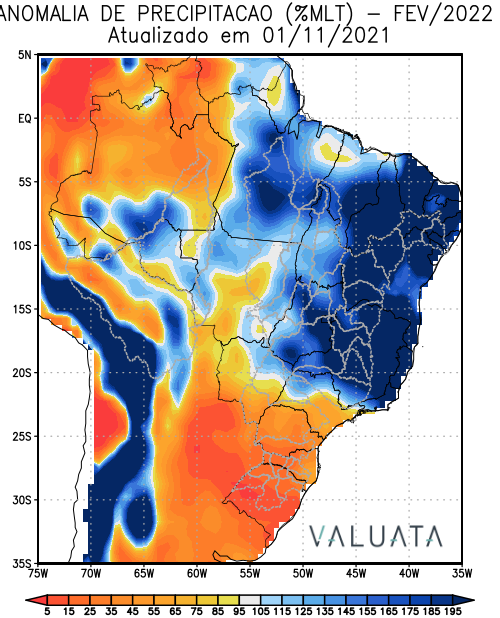 ANOMALIA DE PRECIPITACAO (%MLT) – FEV/2022
Atualizado em 01/11/2021
5N
EQ
5S
10S
15S
20S
25S
30S
35S
VALUATA
75W 70W 65W 60W 55W 50W 45W 40W 35W
5 15 25 35 45 55 65 75 85 95 105 115 125 135 145 155 165 175 185 195